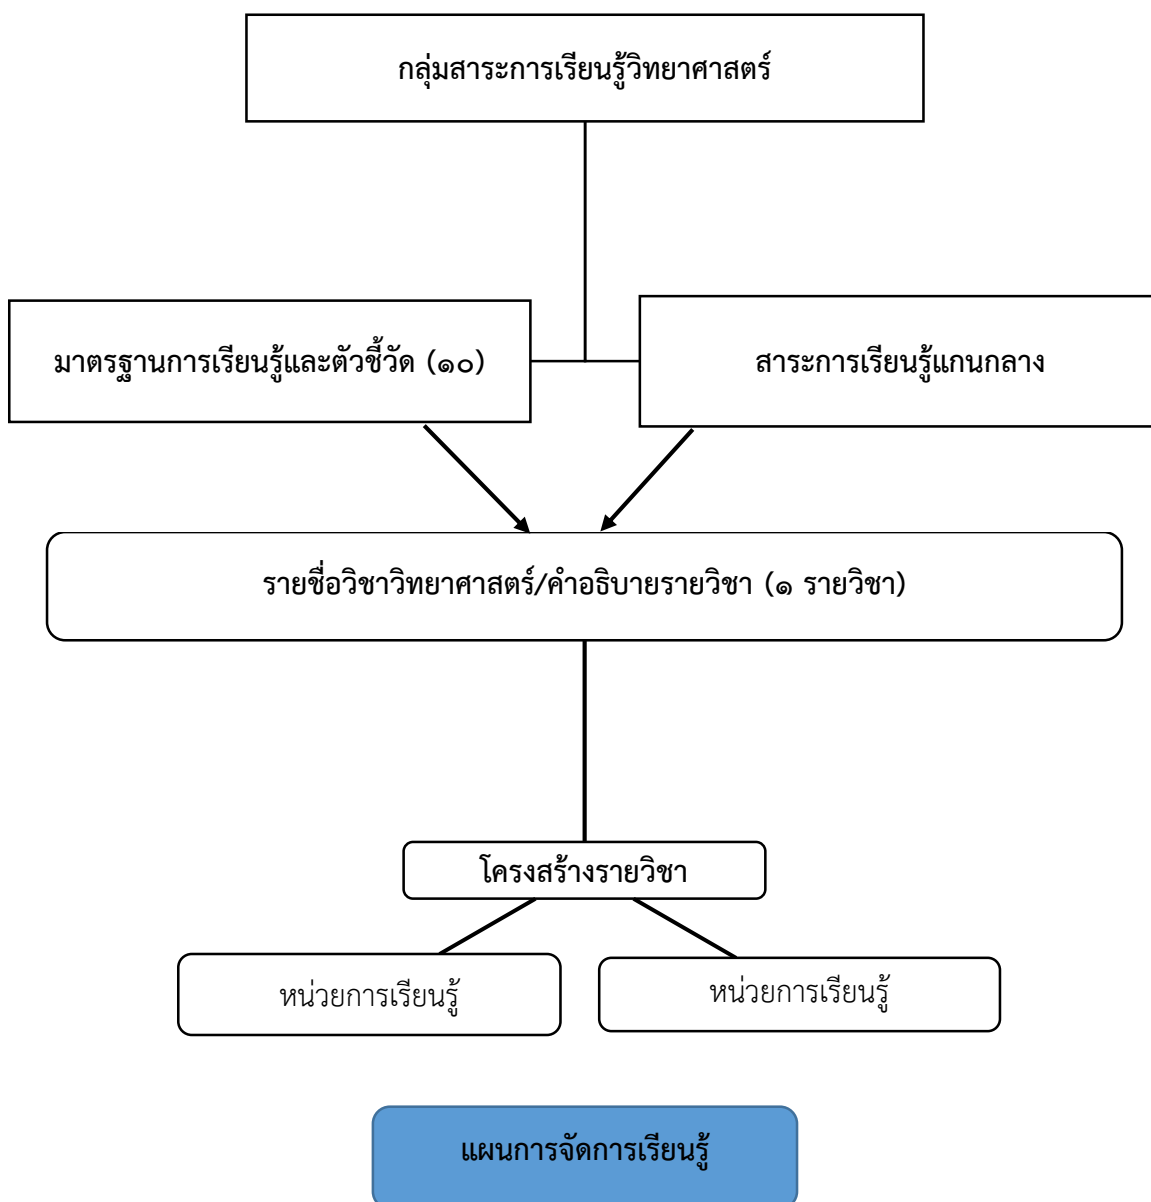 กลุ่มสาระการเรียนรู้วิทยาศาสตร์
มาตรฐานการเรียนรู้และตัวชี้วัด (๑๐)
สาระการเรียนรู้แกนกลาง
รายชื่อวิชาวิทยาศาสตร์/คำอธิบายรายวิชา (๑ รายวิชา)
โครงสร้างรายวิชา
หน่วยการเรียนรู้
หน่วยการเรียนรู้
แผนการจัดการเรียนรู้